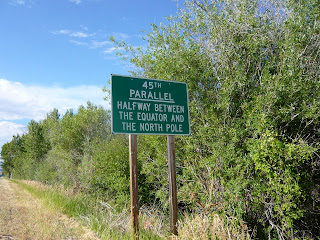 45TH
PARALLEL
HALFWAY BETWEEN
THE EQUATOR AND
THE NORTH POLE